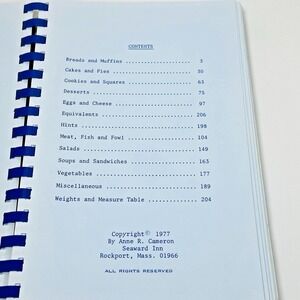 CONTENTS
Breads and Muffins 3
Cakes and Pies 30
Cookies and Squares 63
Desserts 75
Eggs and Cheese 97
Equivalents 206
Hints 198
Meat, Fish and Fowl 104
Salads 149
Soups and Sandwiches 163
Vegetables 177
Miscellaneous 189
Weights and Measure Table 204
Copyright© 1977
By Anne R. Cameron
Seaward Inn
Rockport, Mass. 01966
ALL RIGHTS RESERVED